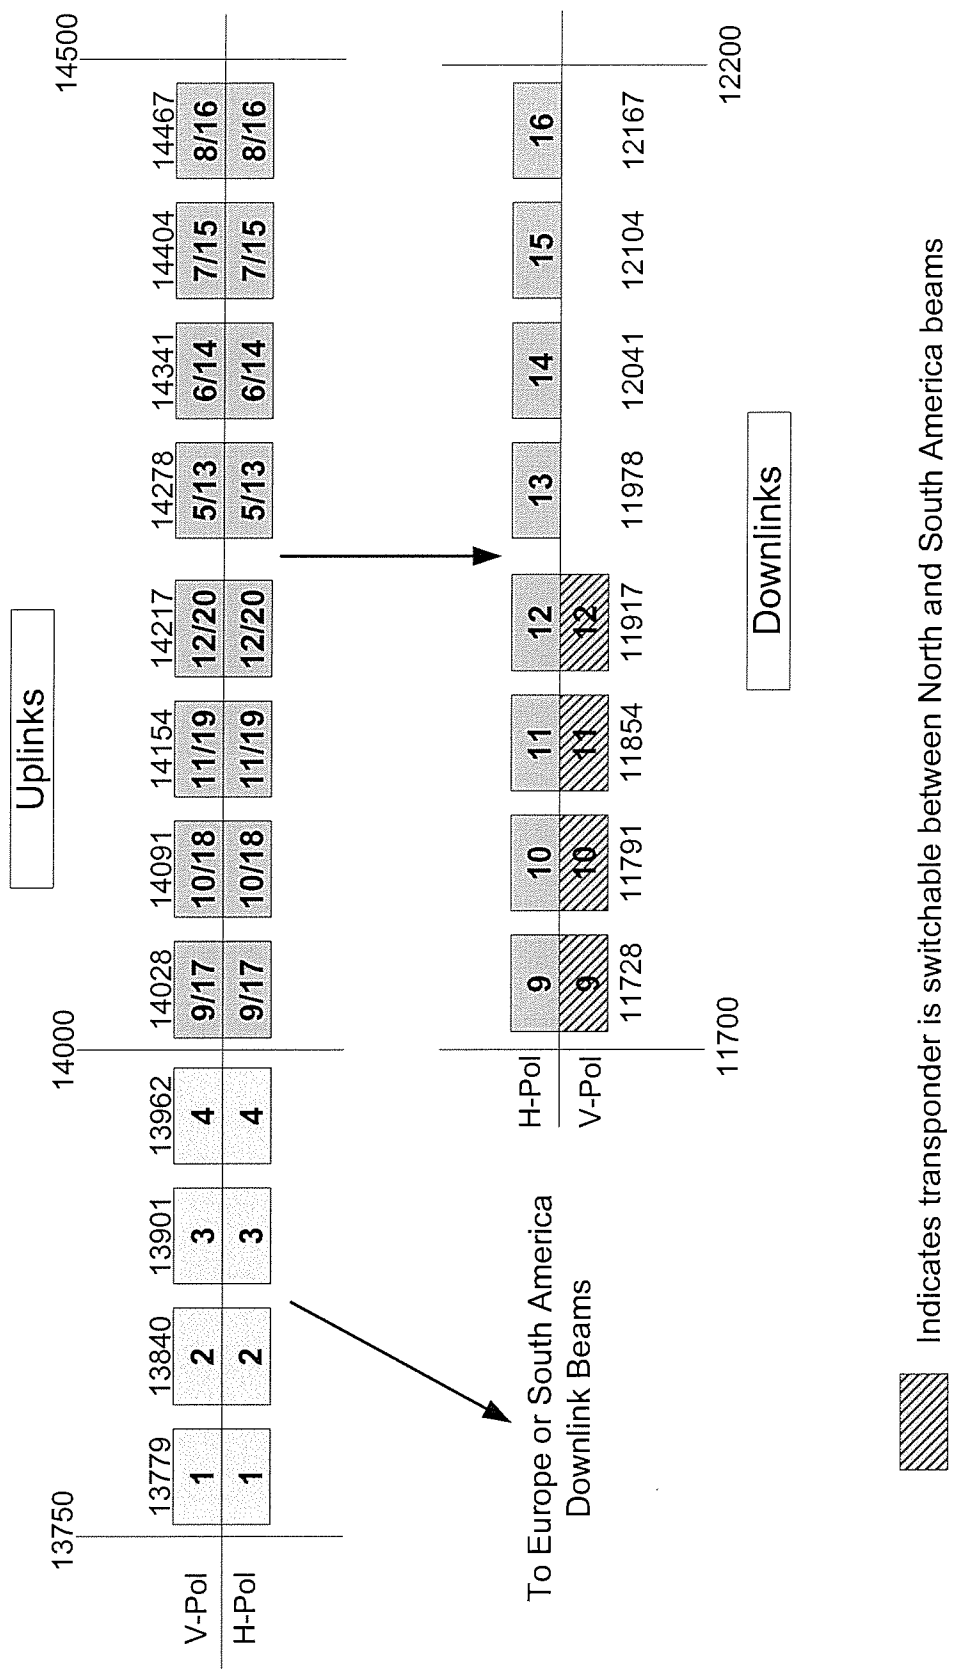 Uplinks
13750
14000
14500
13779 13840 13901 13962 14028 14091 14154 14217 14278 14341 14404 14467
V-Pol 1 2 3 4 9/17 10/18 11/19 12/20 5/13 6/14 7/15 8/16
H-Pol 1 2 3 4 9/17 10/18 11/19 12/20 5/13 6/14 7/15 8/16
To Europe or South America
Downlink Beams
H-Pol 9 10 11 12 13 14 15 16
V-Pol 9 10 11 12
11728 11791 11854 11917 11978 12041 12104 12167
11700
12200
Downlinks
Indicates transponder is switchable between North and South America beams